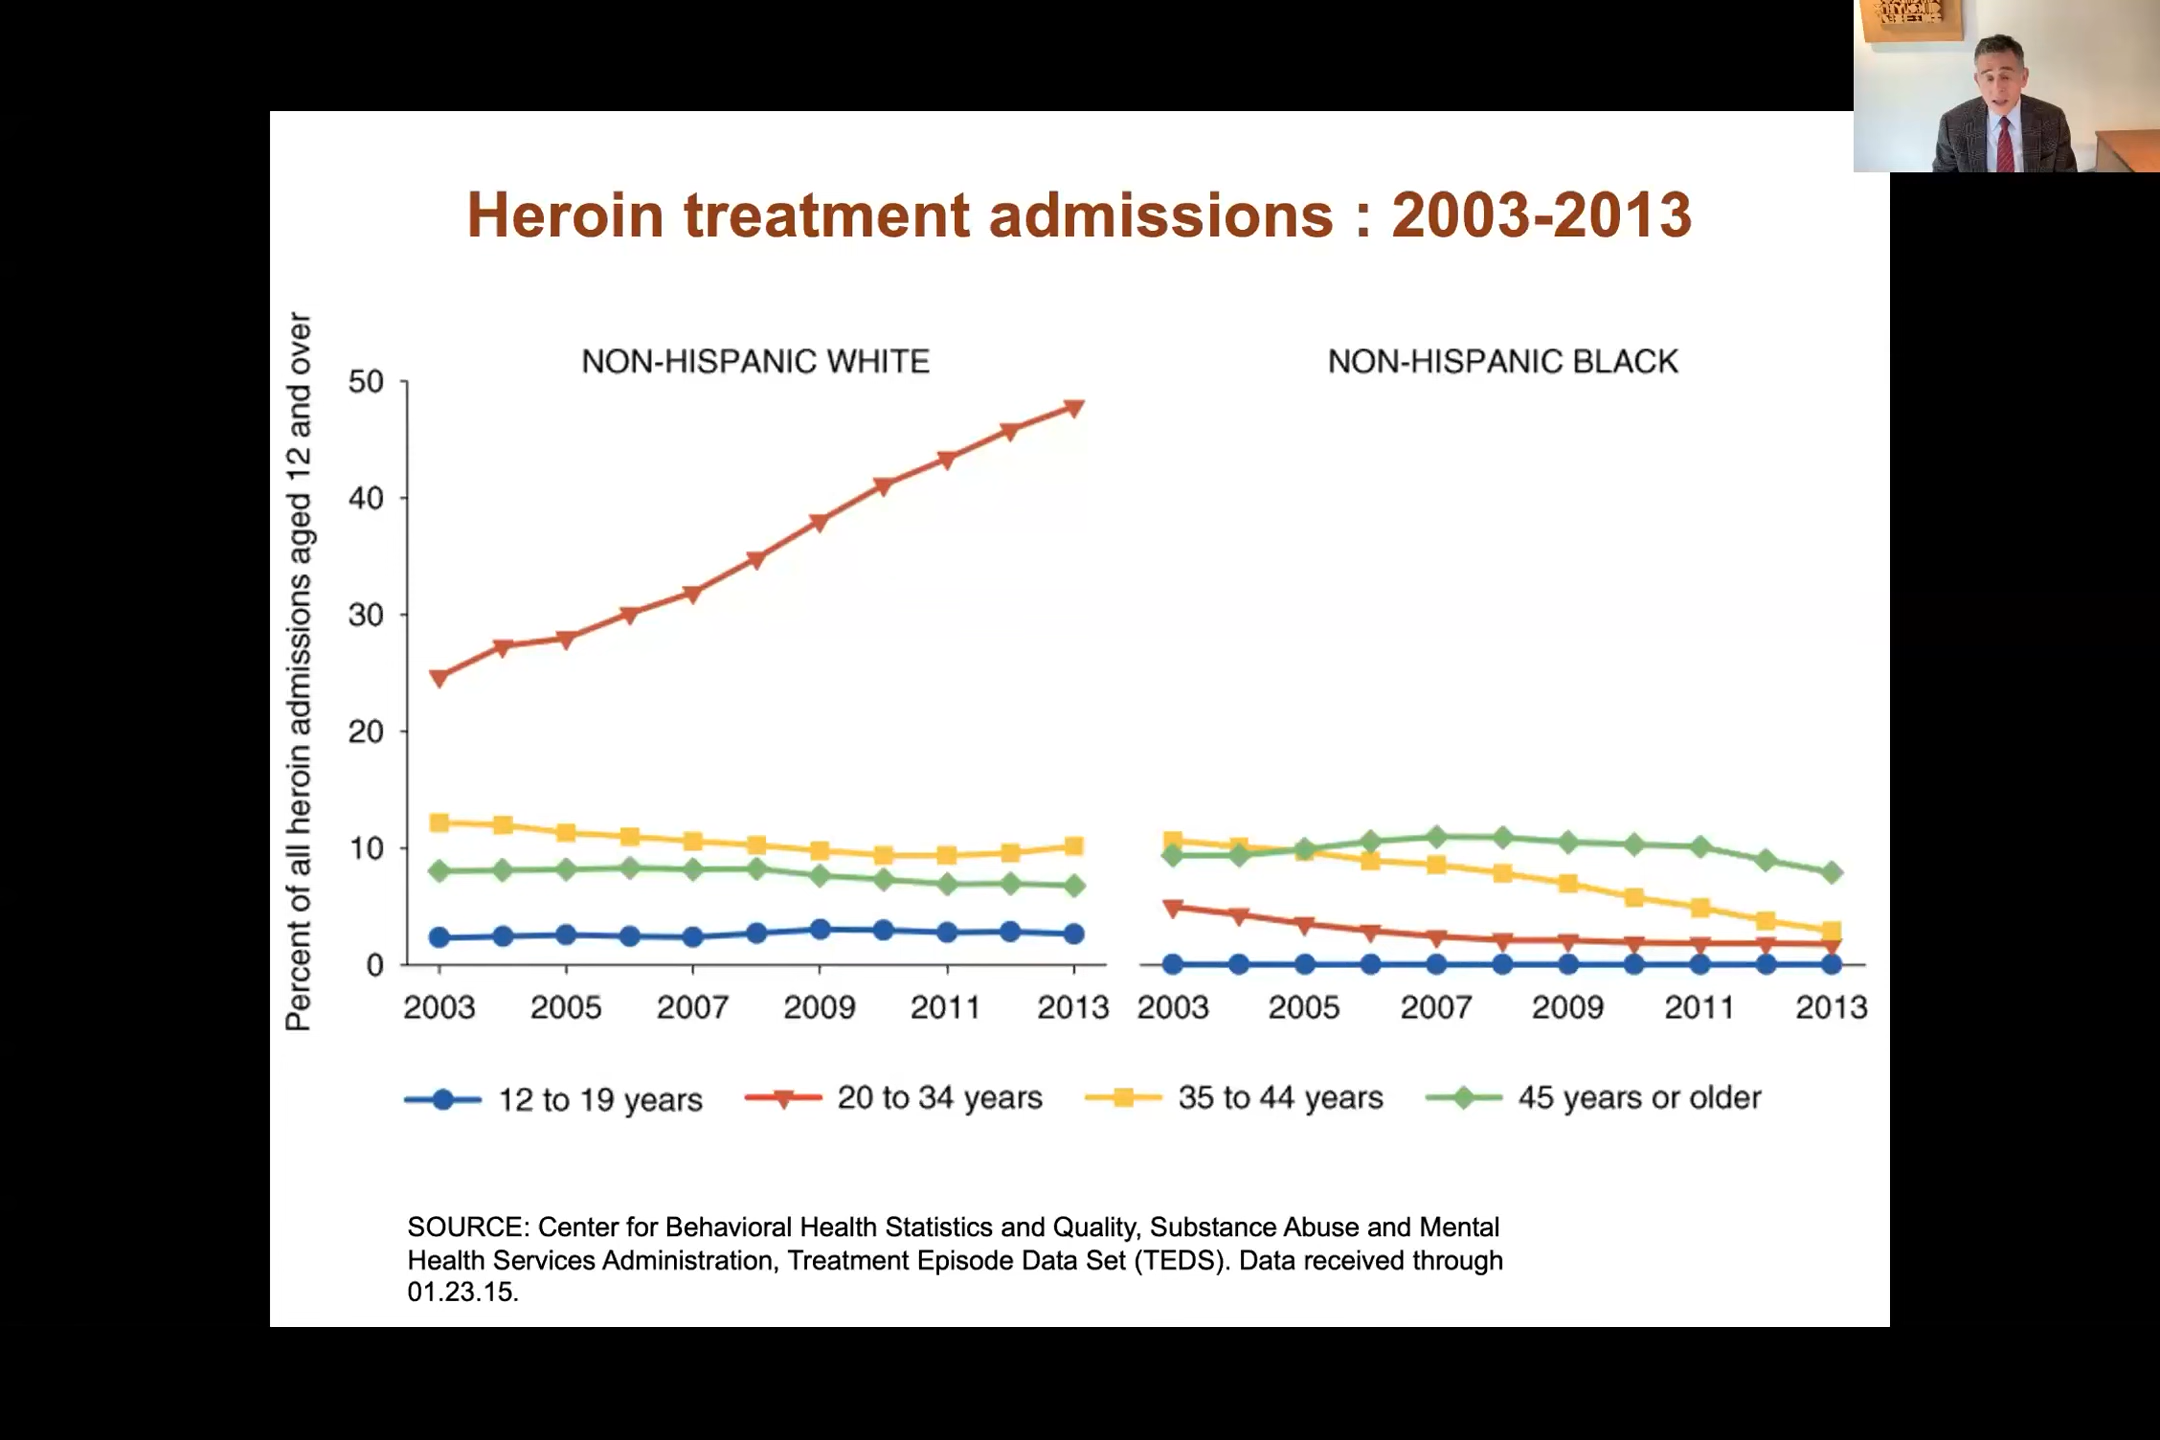 Heroin treatment admissions : 2003-2013
Percent of all heroin admissions aged 12 and over
NON-HISPANIC WHITE
NON-HISPANIC BLACK
50
40
30
20
10
0
2003 2005 2007 2009 2011 2013
2003 2005 2007 2009 2011 2013
12 to 19 years 20 to 34 years 35 to 44 years 45 years or older
SOURCE: Center for Behavioral Health Statistics and Quality, Substance Abuse and Mental
Health Services Administration, Treatment Episode Data Set (TEDS). Data received through
01.23.15.